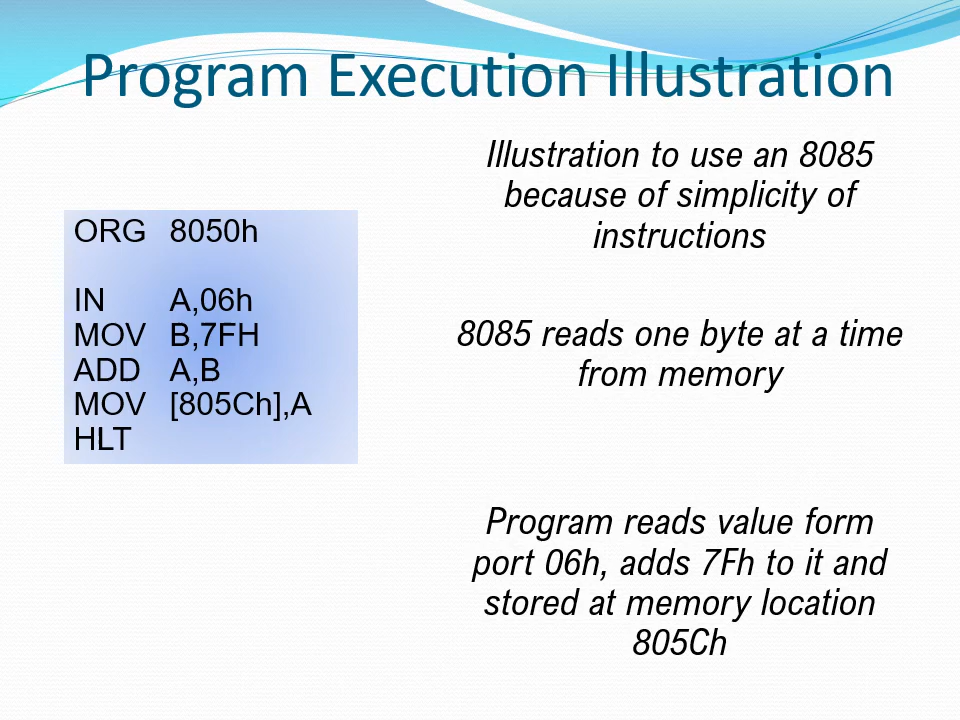 Program Execution Illustration
Illustration to use an 8085
because of simplicity of
instructions
ORG 8050h
IN A,06h
MOV B,7FH
ADD A,B
MOV [805Ch],A
HLT
8085 reads one byte at a time
from memory
Program reads value form
port 06h, adds 7Fh to it and
stored at memory location
805Ch